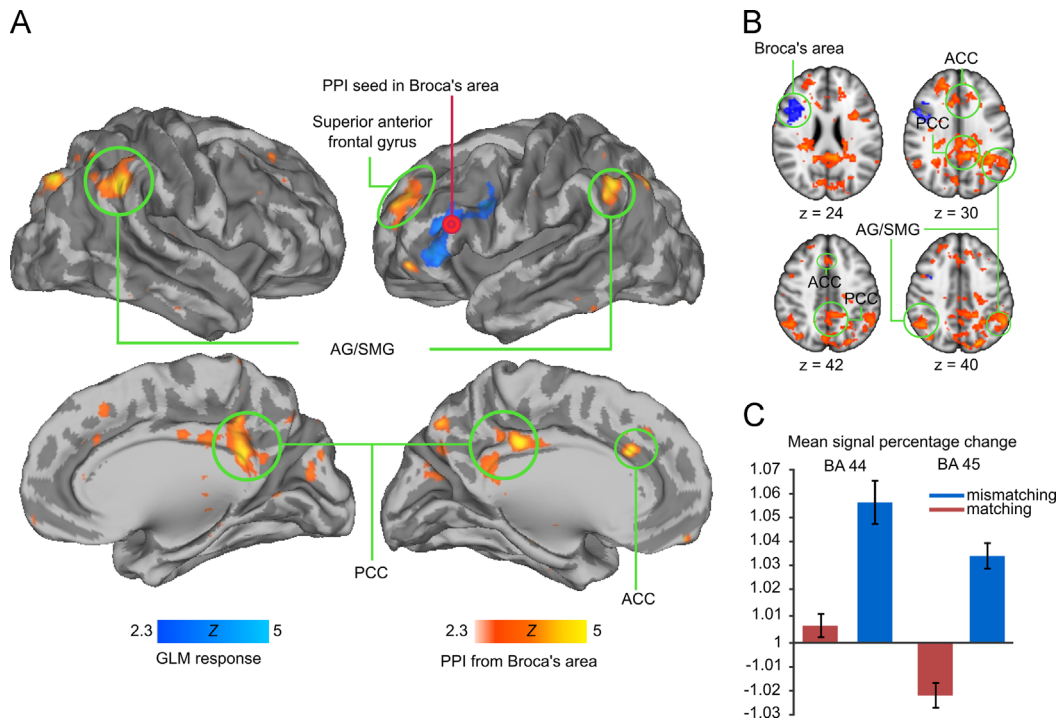 A
PPI seed in Broca's area
Superior anterior
frontal gyrus
AG/SMG
PCC
ACC
2.3 Z 5
GLM response
2.3 Z 5
PPI from Broca's area
B
Broca's area
ACC
PCC
z = 24
z = 30
AG/SMG
ACC
PCC
z = 42
z = 40
C
Mean signal percentage change
BA 44
BA 45
mismatching
matching
1.07
1.06
1.05
1.04
1.03
1.02
1.01
1
-1.01
-1.02
-1.03